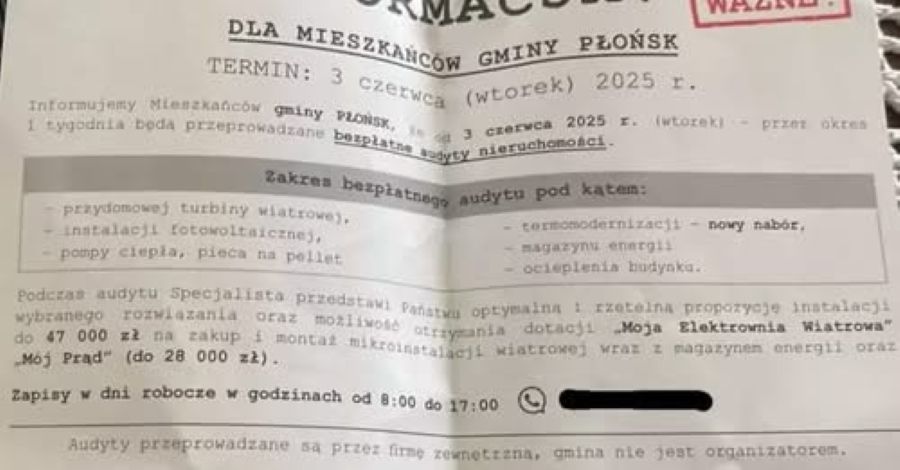 WAŻNE!
DLA MIESZKAŃCÓW GMINY PŁOŃSK
TERMIN: 3 czerwca (wtorek) 2025 r.
Informujemy Mieszkańców gminy PŁOŃSK, że od 3 czerwca 2025 r. (wtorek) - przez okres
1 tygodnia będą przeprowadzane bezpłatne audyty nieruchomości.
Zakres bezpłatnego audytu pod kątem:
- przydomowej turbiny wiatrowej,
- instalacji fotowoltaicznej,
- pompy ciepła, pieca na pellet
- termomodernizacji - nowy nabór,
- magazynu energii
- ocieplenia budynku.
Podczas audytu Specjalista przedstawi Państwu optymalną i rzetelną propozycję instalacji
wybranego rozwiązania oraz możliwość otrzymania dotacji „Moja Elektrownia Wiatrowa"
do 47 000 zł na zakup i montaż mikroinstalacji wiatrowej wraz z magazynem energii oraz
„Mój Prąd" (do 28 000 zł).
Zapisy w dni robocze w godzinach od 8:00 do 17:00
Audyty przeprowadzane są przez firmę zewnętrzną, gmina nie jest organizatorem.